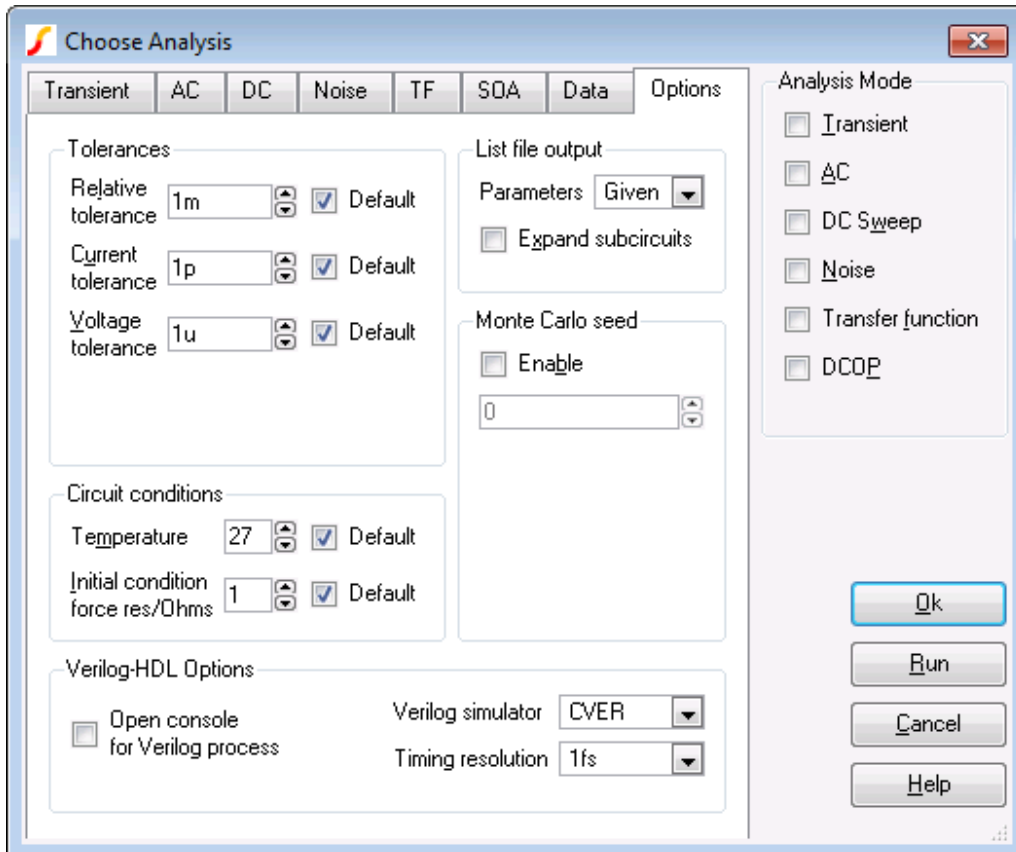 Choose Analysis
Transient AC DC Noise TF SOA Data Options
Tolerances
Relative tolerance 1m Default
Current tolerance 1p Default
Voltage tolerance 1u Default
Circuit conditions
Temperature 27 Default
Initial condition force res/Ohms 1 Default
List file output
Parameters Given
Expand subcircuits
Monte Carlo seed
Enable
0
Verilog-HDL Options
Open console for Verilog process
Verilog simulator CVER
Timing resolution 1fs
Analysis Mode
Transient
AC
DC Sweep
Noise
Transfer function
DCOP
Ok
Run
Cancel
Help